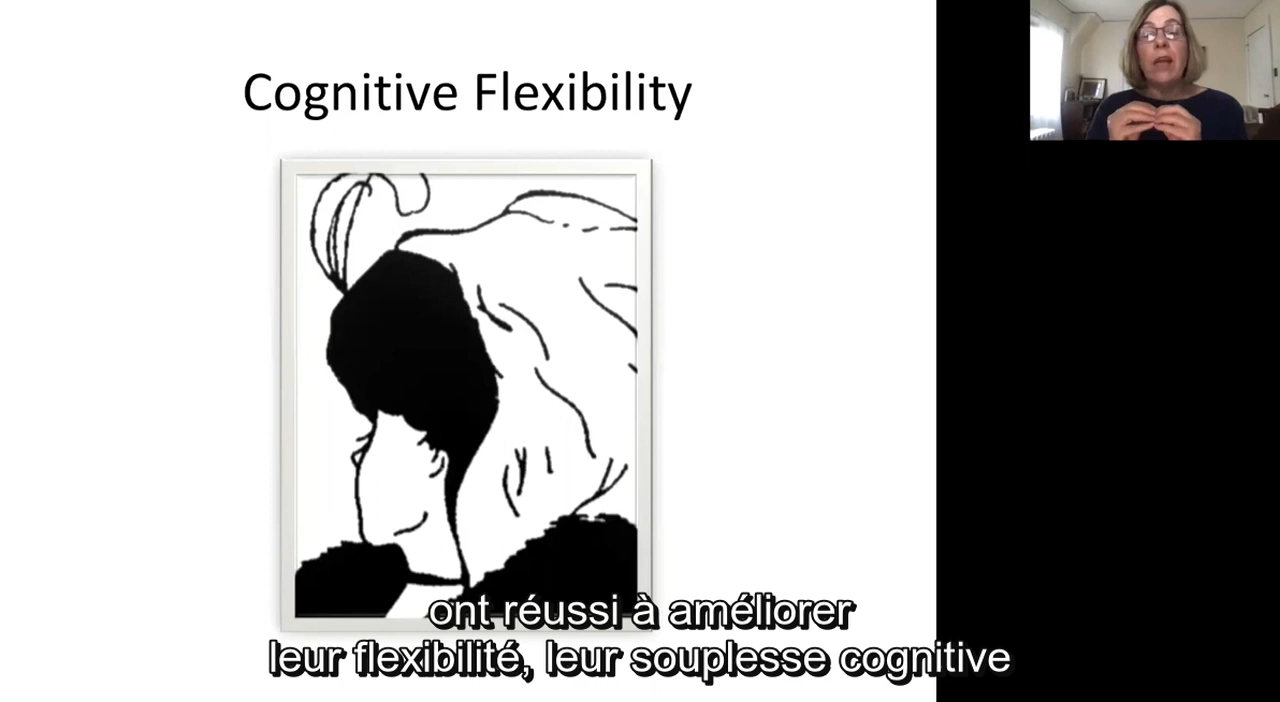 Cognitive Flexibility
ont réussi à améliorer
leur flexibilité, leur souplesse cognitive